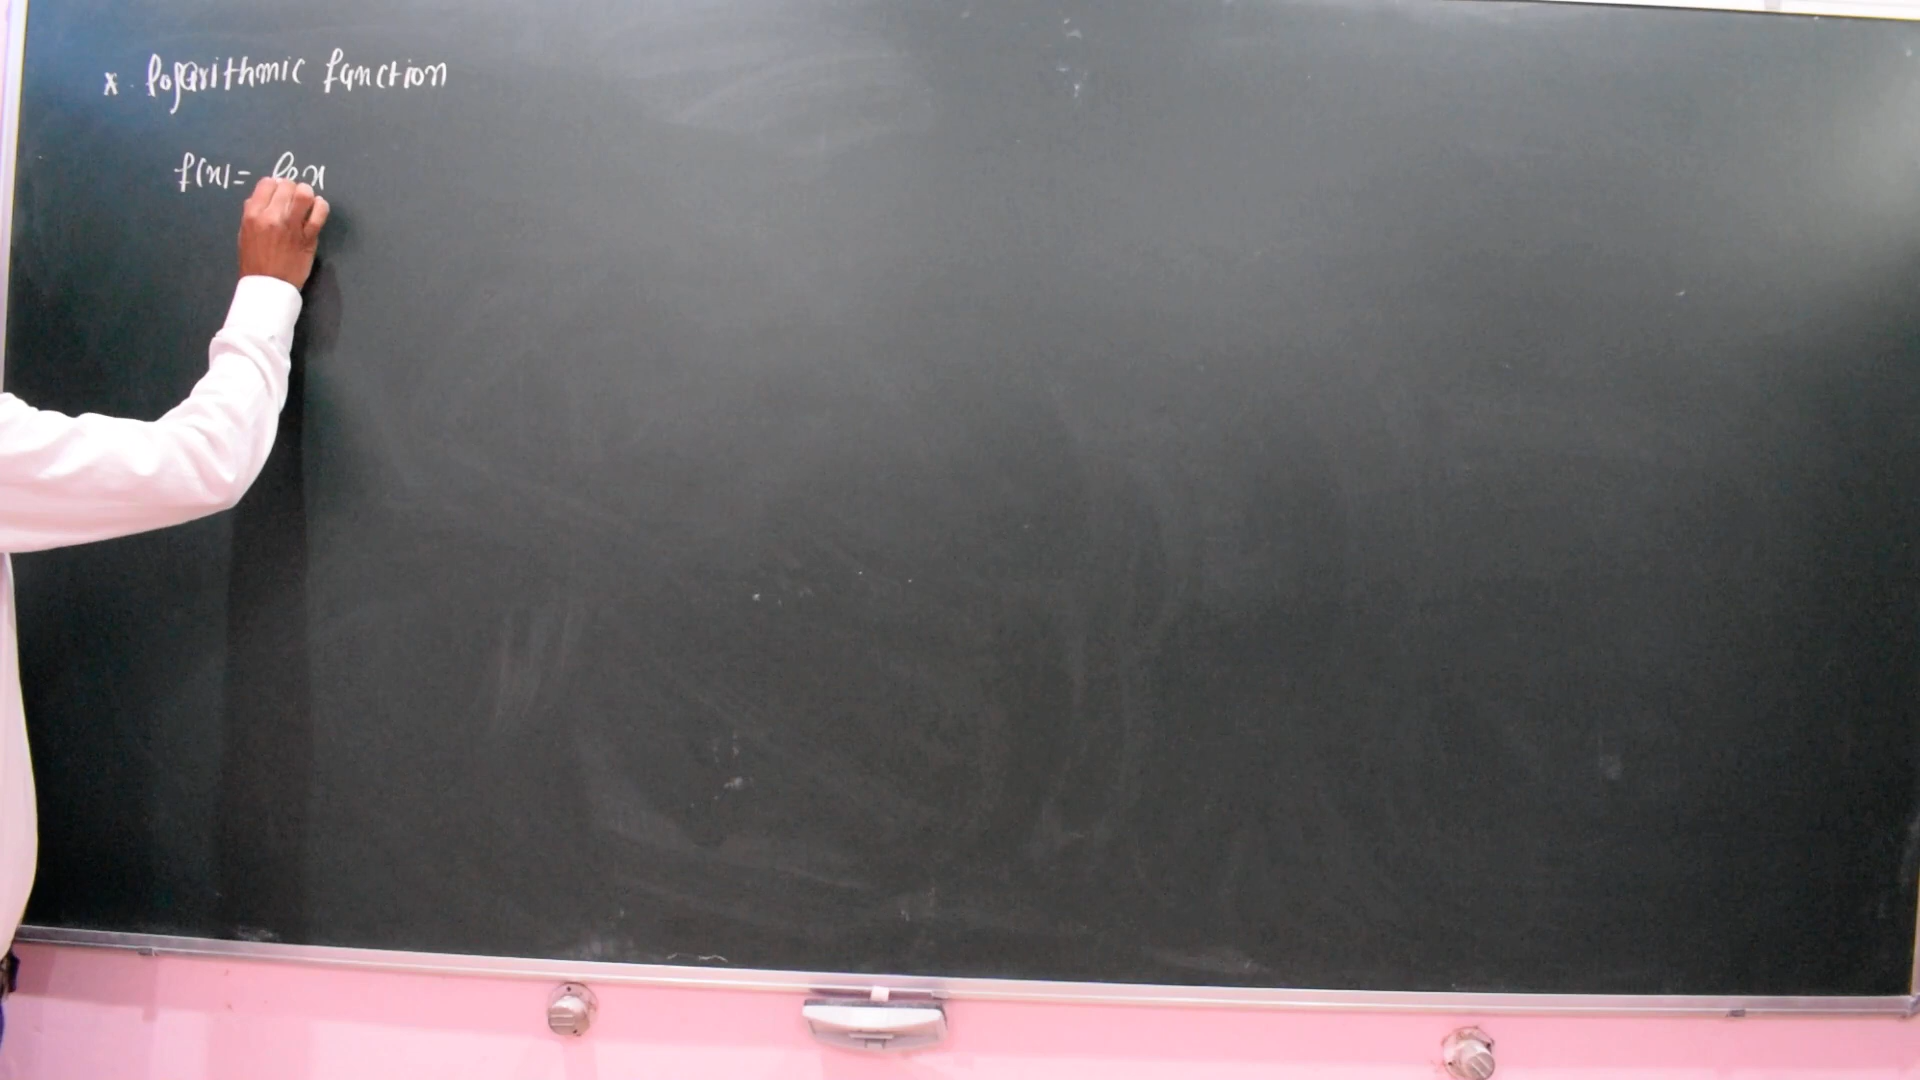 x. logarithmic function
f(x) = log x